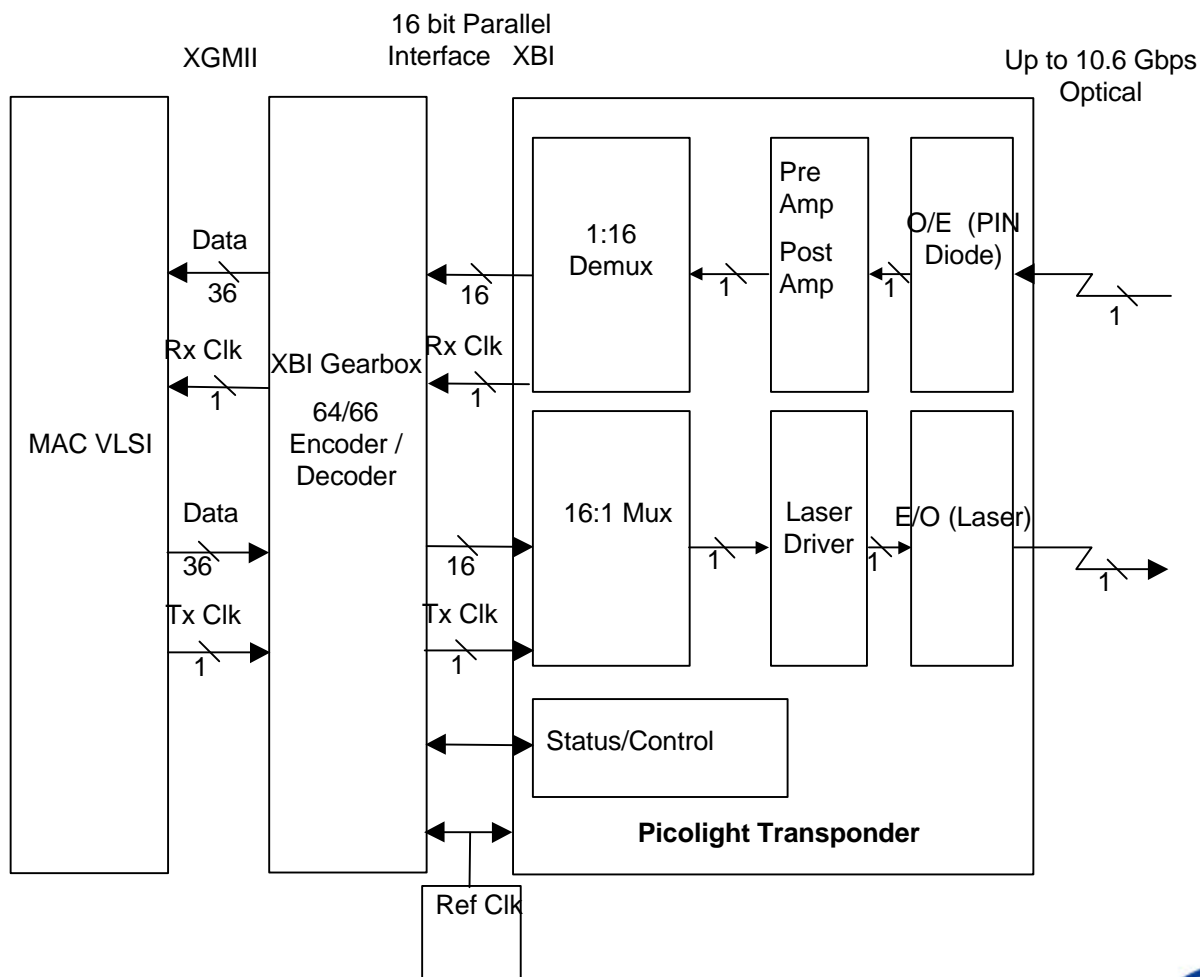 16 bit Parallel
Interface XBI
XGMII
Up to 10.6 Gbps
Optical
Data
36
Rx Clk
1
MAC VLSI
Data
36
Tx Clk
1
XBI Gearbox
64/66
Encoder /
Decoder
16
Rx Clk
1
16
Tx Clk
1
1:16
Demux
1
Pre
Amp
Post
Amp
1
O/E (PIN
Diode)
1
16:1 Mux
1
Laser
Driver
1
E/O (Laser)
1
Status/Control
Picolight Transponder
Ref Clk